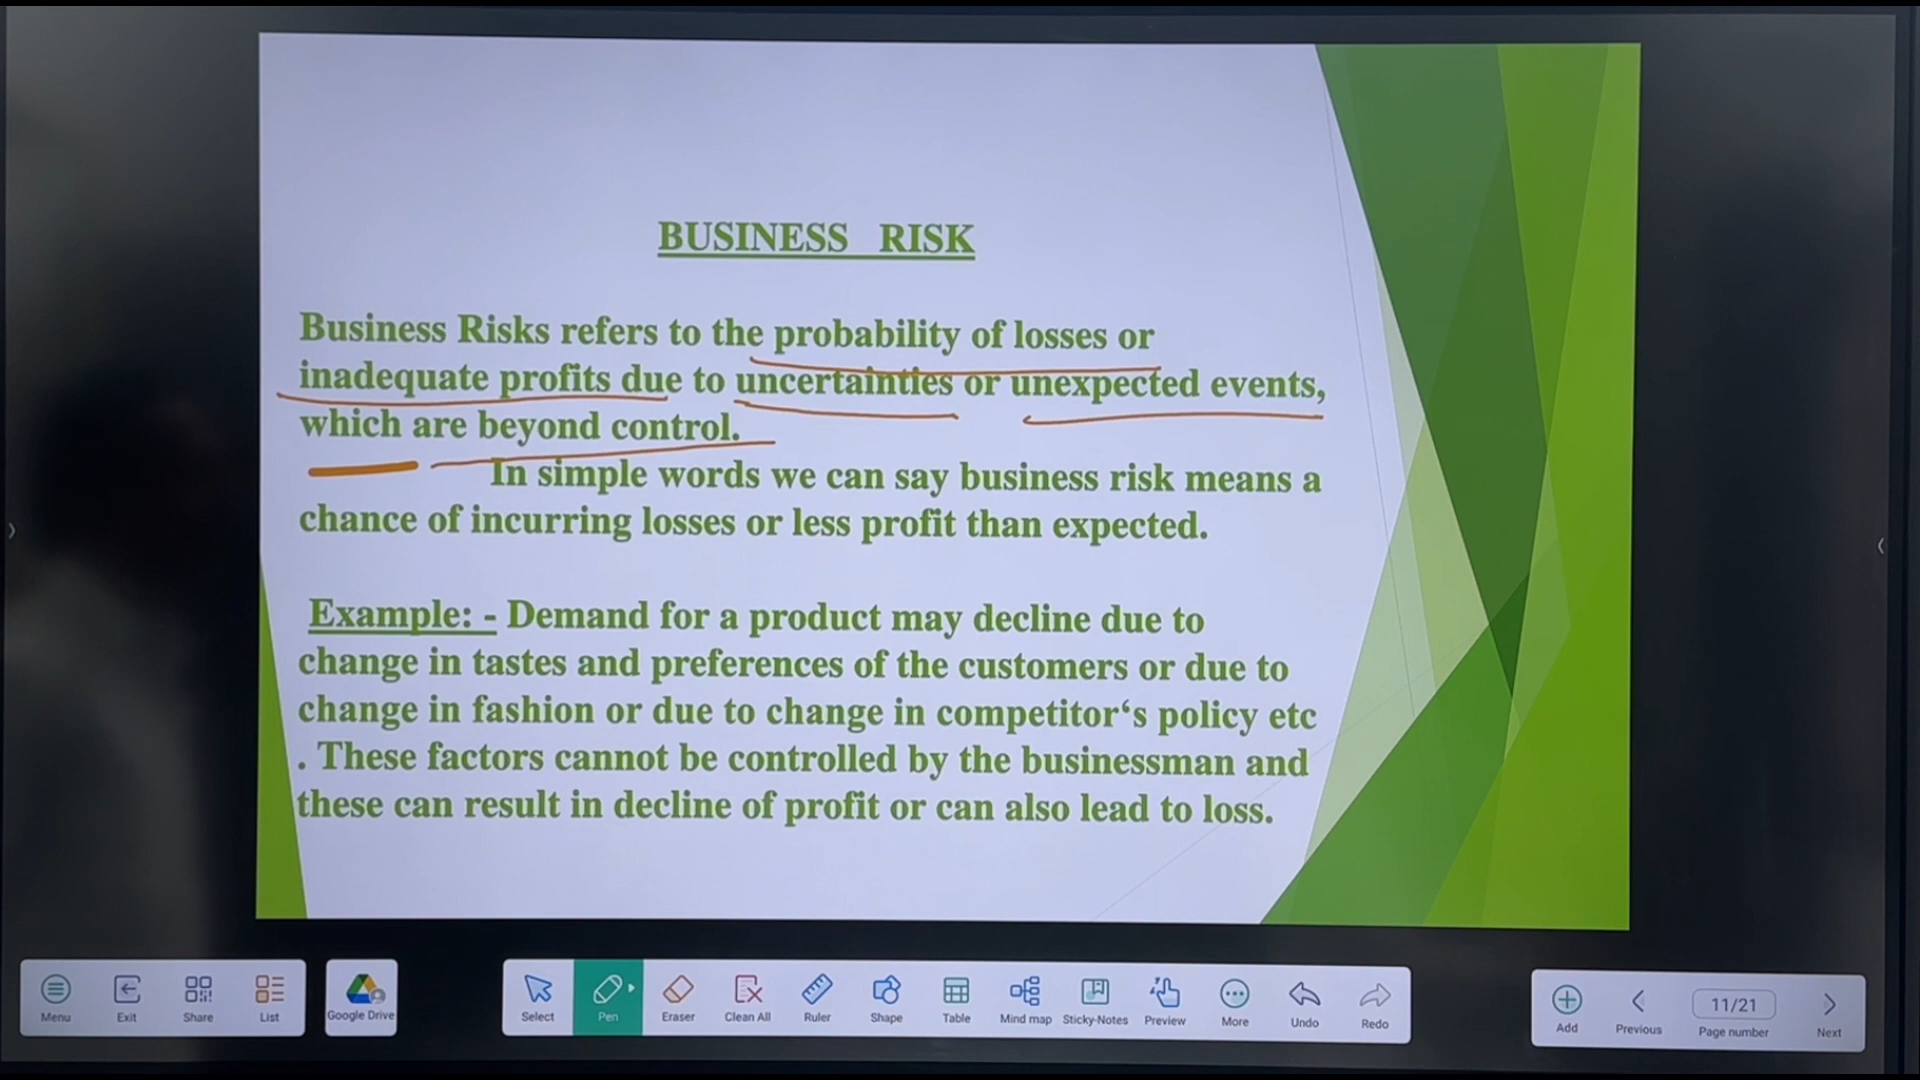 BUSINESS RISK
Business Risks refers to the probability of losses or
inadequate profits due to uncertainties or unexpected events,
which are beyond control.
In simple words we can say business risk means a
chance of incurring losses or less profit than expected.
Example: - Demand for a product may decline due to
change in tastes and preferences of the customers or due to
change in fashion or due to change in competitor‘s policy etc
. These factors cannot be controlled by the businessman and
these can result in decline of profit or can also lead to loss.
Menu Exit Share List Google Drive Select Pen Eraser Clean All Ruler Shape Table Mind map Sticky-Notes Preview More Undo Redo Add Previous 11/21 Page number Next